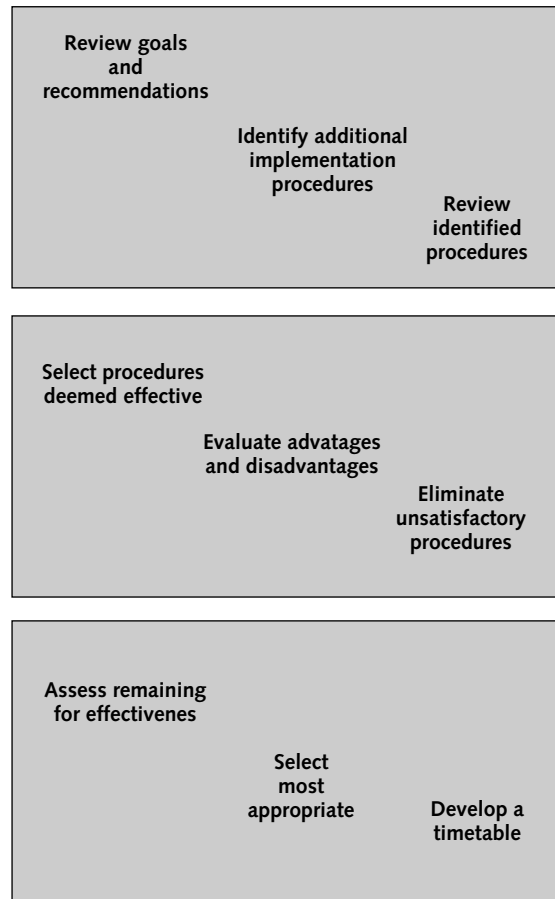 Review goals
and
recommendations
Identify additional
implementation
procedures
Review
identified
procedures
Select procedures
deemed effective
Evaluate advatages
and disadvantages
Eliminate
unsatisfactory
procedures
Assess remaining
for effectivenes
Select
most
appropriate
Develop a
timetable